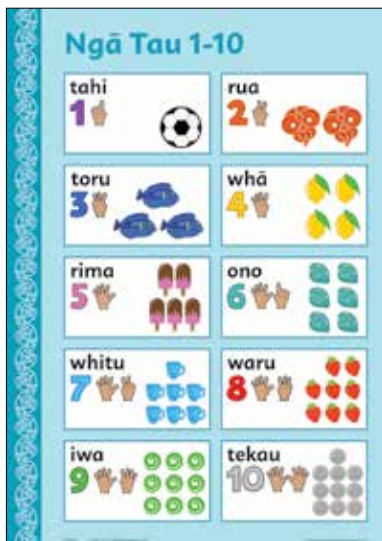 Ngā Tau 1-10
tahi
1
rua
2
toru
3
whā
4
rima
5
ono
6
whitu
7
waru
8
iwa
9
tekau
10